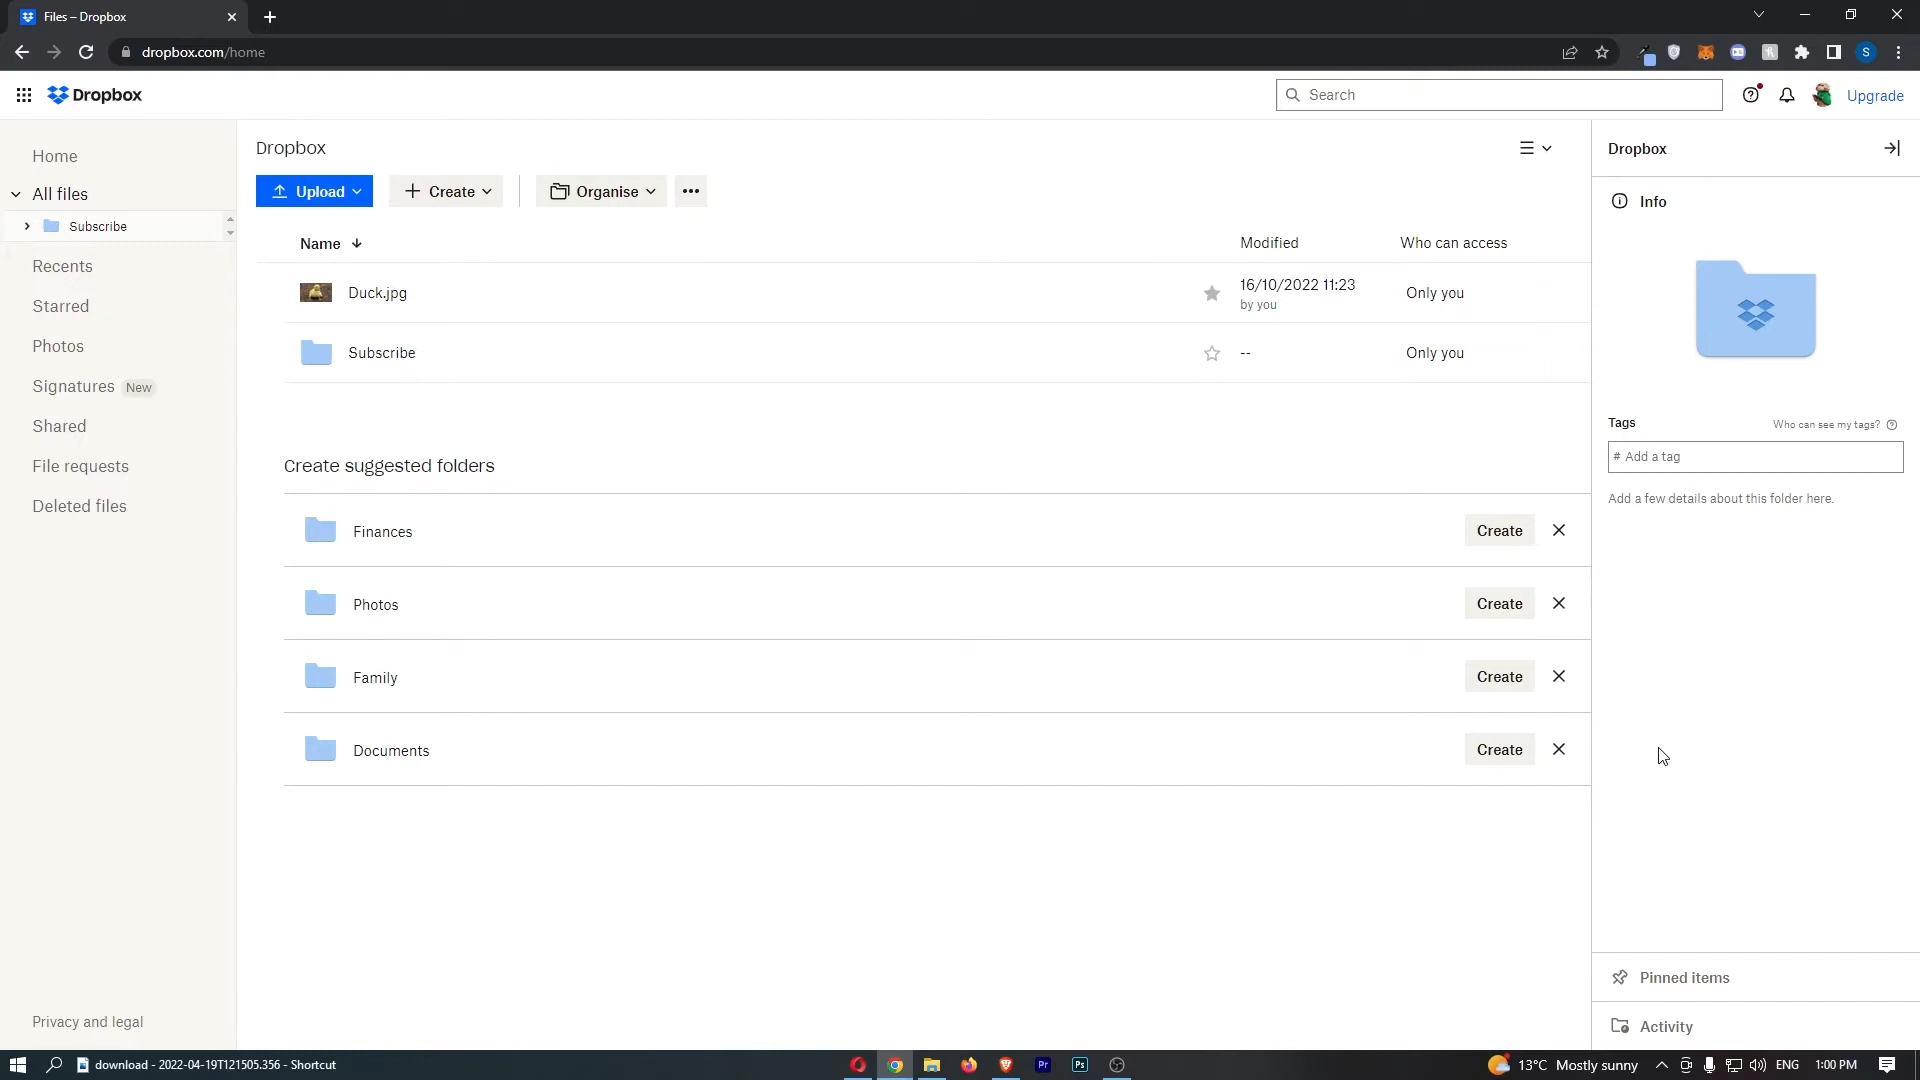 Files – Dropbox
dropbox.com/home
Dropbox
Search
Upgrade
Home
All files
Subscribe
Recents
Starred
Photos
Signatures New
Shared
File requests
Deleted files
Privacy and legal
Dropbox
Upload
Create
Organise
Name
Modified
Who can access
Duck.jpg
16/10/2022 11:23
by you
Only you
Subscribe
--
Only you
Create suggested folders
Finances
Create
Photos
Create
Family
Create
Documents
Create
Dropbox
Info
Tags
Who can see my tags?
# Add a tag
Add a few details about this folder here.
Pinned items
Activity
download - 2022-04-19T121505.356 - Shortcut
Pr
Ps
13°C Mostly sunny
ENG
1:00 PM
S